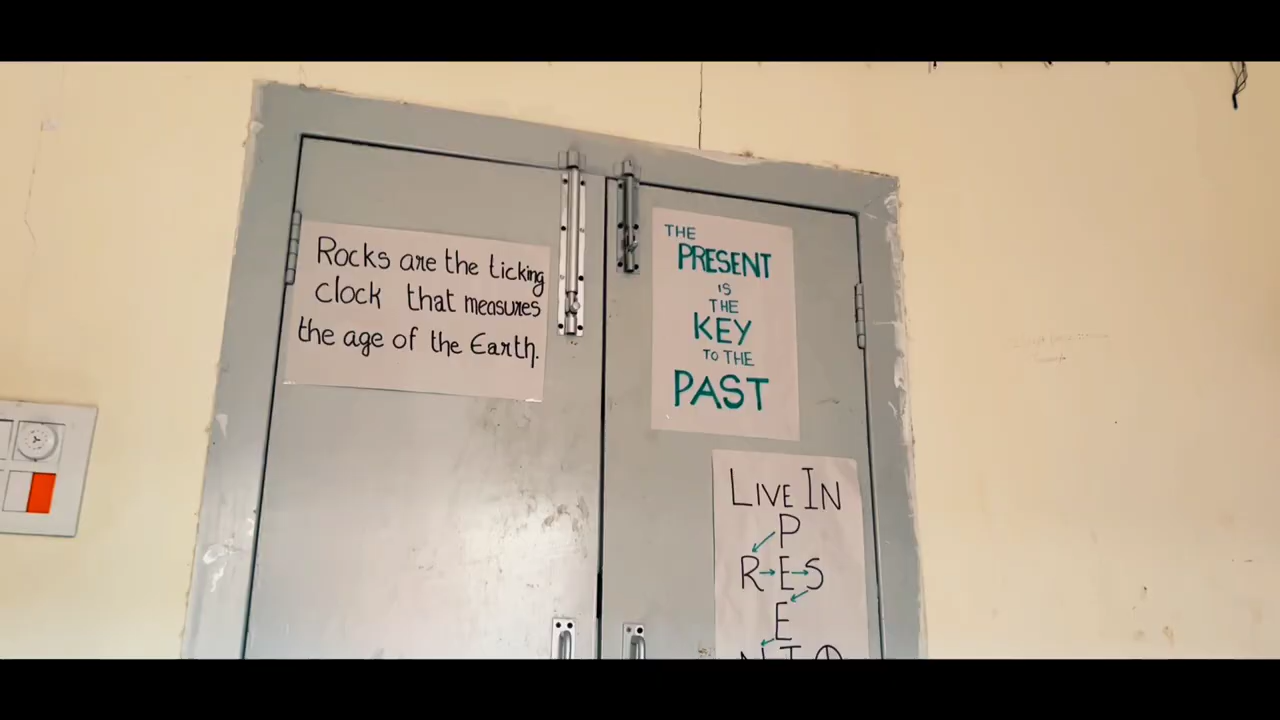 Rocks are the ticking
clock that measures
the age of the Earth.
THE
PRESENT
IS
THE
KEY
TO THE
PAST
LIVE IN
P
R→E→S
E